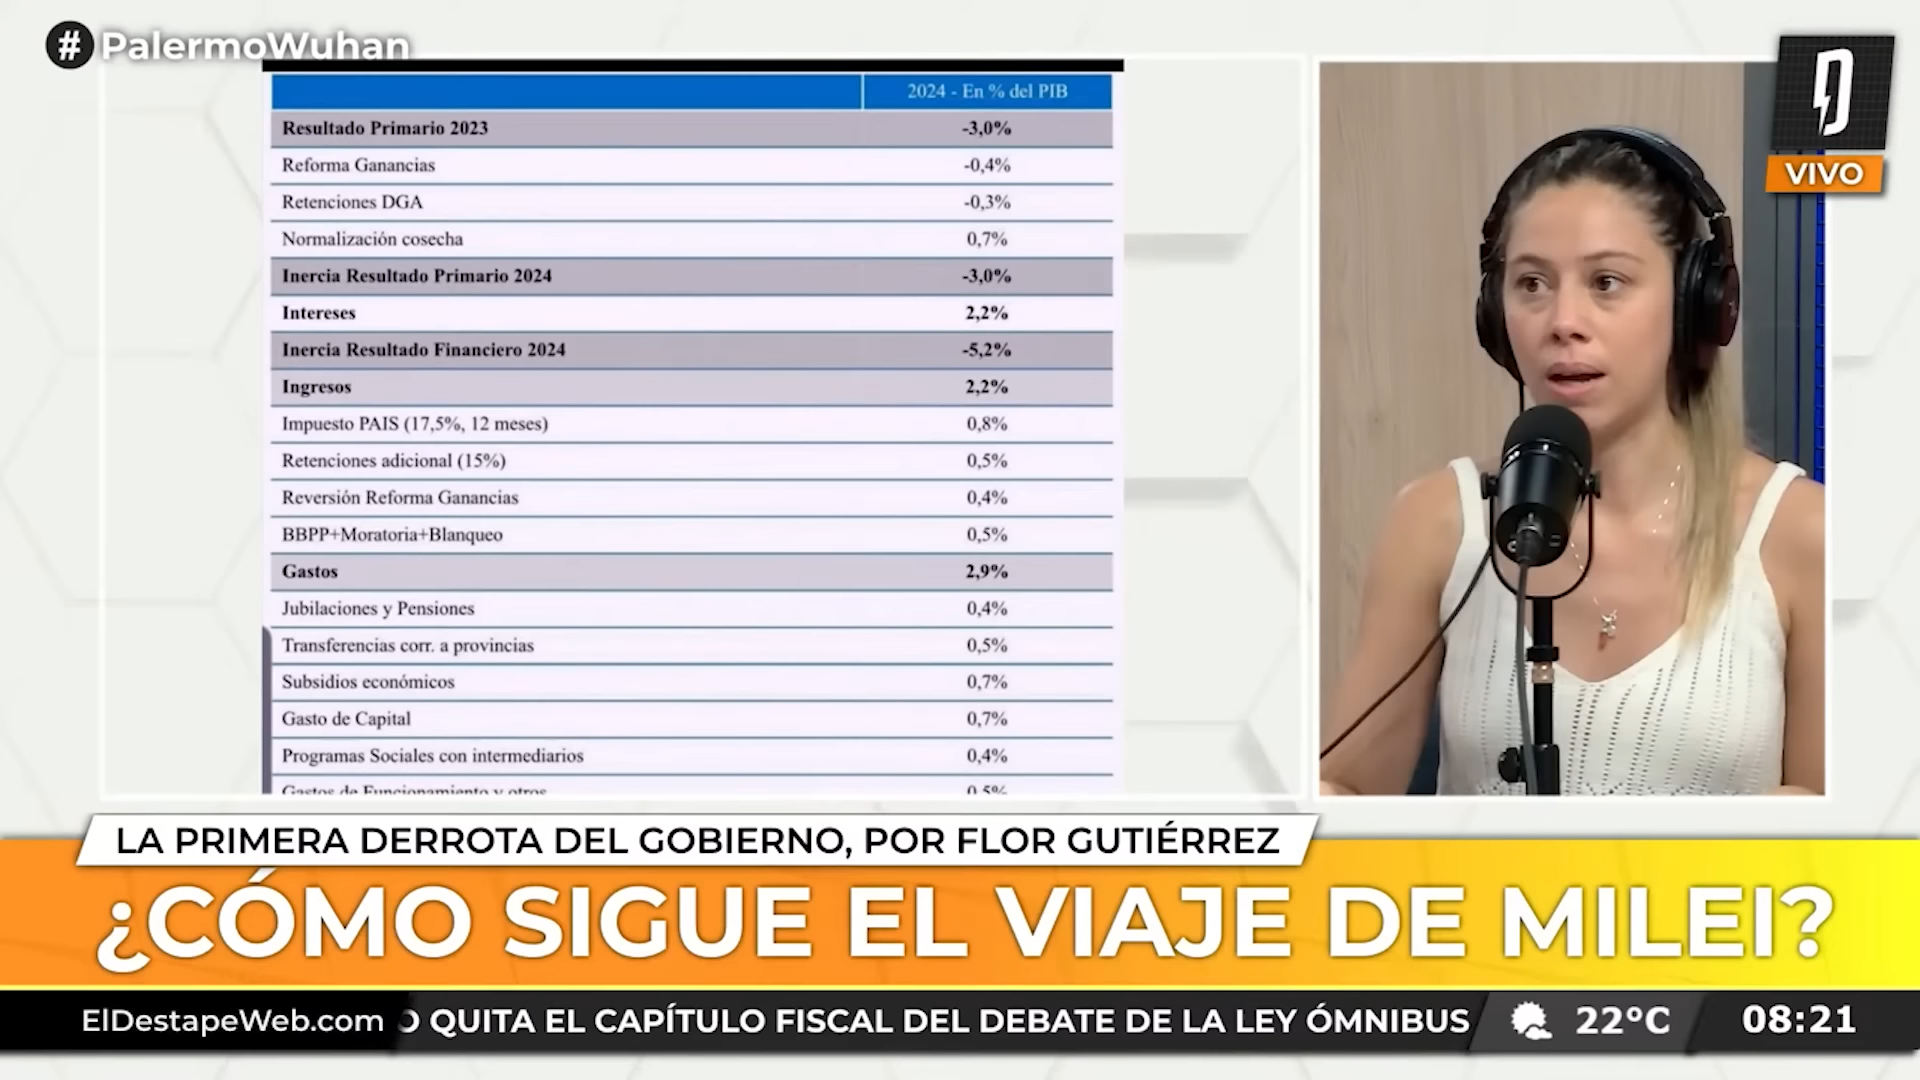 #PalermoWuhan
2024 - En % del PIB
Resultado Primario 2023 -3,0%
Reforma Ganancias -0,4%
Retenciones DGA -0,3%
Normalización cosecha 0,7%
Inercia Resultado Primario 2024 -3,0%
Intereses 2,2%
Inercia Resultado Financiero 2024 -5,2%
Ingresos 2,2%
Impuesto PAIS (17,5%, 12 meses) 0,8%
Retenciones adicional (15%) 0,5%
Reversión Reforma Ganancias 0,4%
BBPP+Moratoria+Blanqueo 0,5%
Gastos 2,9%
Jubilaciones y Pensiones 0,4%
Transferencias corr. a provincias 0,5%
Subsidios económicos 0,7%
Gasto de Capital 0,7%
Programas Sociales con intermediarios 0,4%
Gastos de Funcionamiento y otros 0,5%
VIVO
LA PRIMERA DERROTA DEL GOBIERNO, POR FLOR GUTIÉRREZ
¿CÓMO SIGUE EL VIAJE DE MILEI?
ElDestapeWeb.com O QUITA EL CAPÍTULO FISCAL DEL DEBATE DE LA LEY ÓMNIBUS 22°C 08:21